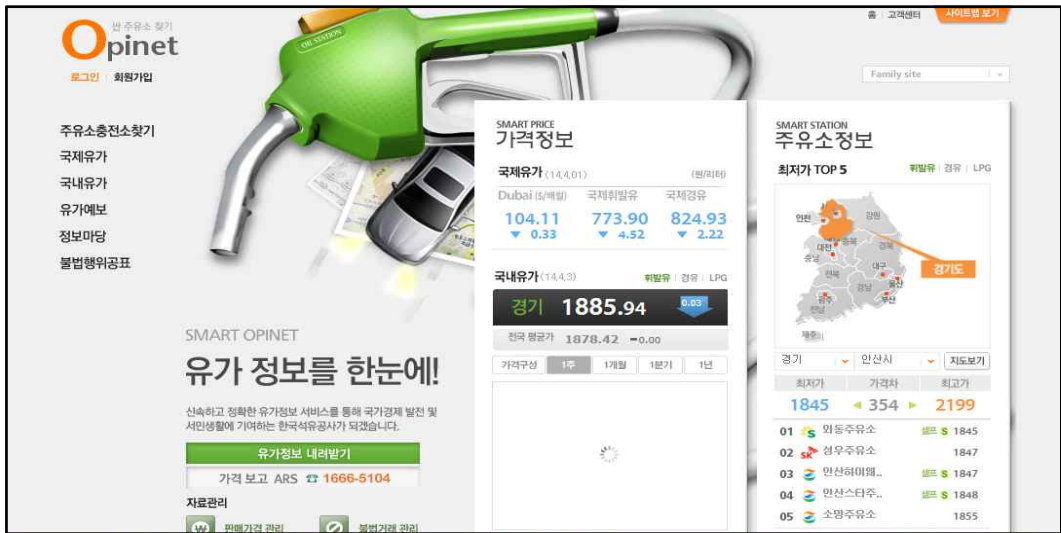 싼 주유소 찾기
Opinet
로그인 회원가입
홈 고객센터 사이트맵 보기
Family site
OIL STATION
주유소충전소찾기
국제유가
국내유가
유가예보
정보마당
불법행위공표
SMART OPINET
유가 정보를 한눈에!
신속하고 정확한 유가정보 서비스를 통해 국가경제 발전 및
서민생활에 기여하는 한국석유공사가 되겠습니다.
유가정보 내려받기
가격 보고 ARS ☎ 1666-5104
자료관리
판매가격 관리 불법거래 관리
SMART PRICE
가격정보
국제유가 (14.4.01) (원/리터)
Dubai ($/배럴) 국제휘발유 국제경유
104.11 773.90 824.93
▼ 0.33 ▼ 4.52 ▼ 2.22
국내유가 (14.4.3) 휘발유 | 경유 | LPG
경기 1885.94 0.03
전국 평균가 1878.42 -0.00
가격구성 1주 1개월 1분기 1년
SMART STATION
주유소정보
최저가 TOP 5 휘발유 | 경유 | LPG
인천 강원
대전 충북 경북
충남
전북 대구
경기도
울산
경남
광주 부산
전남
경기 안산시 지도보기
최저가 가격차 최고가
1845 ◀ 354 ▶ 2199
01 와동주유소 셀프 S 1845
02 SK 성우주유소 1847
03 안산하이웨.. 셀프 S 1847
04 안산스타주.. 셀프 S 1848
05 소망주유소 1855